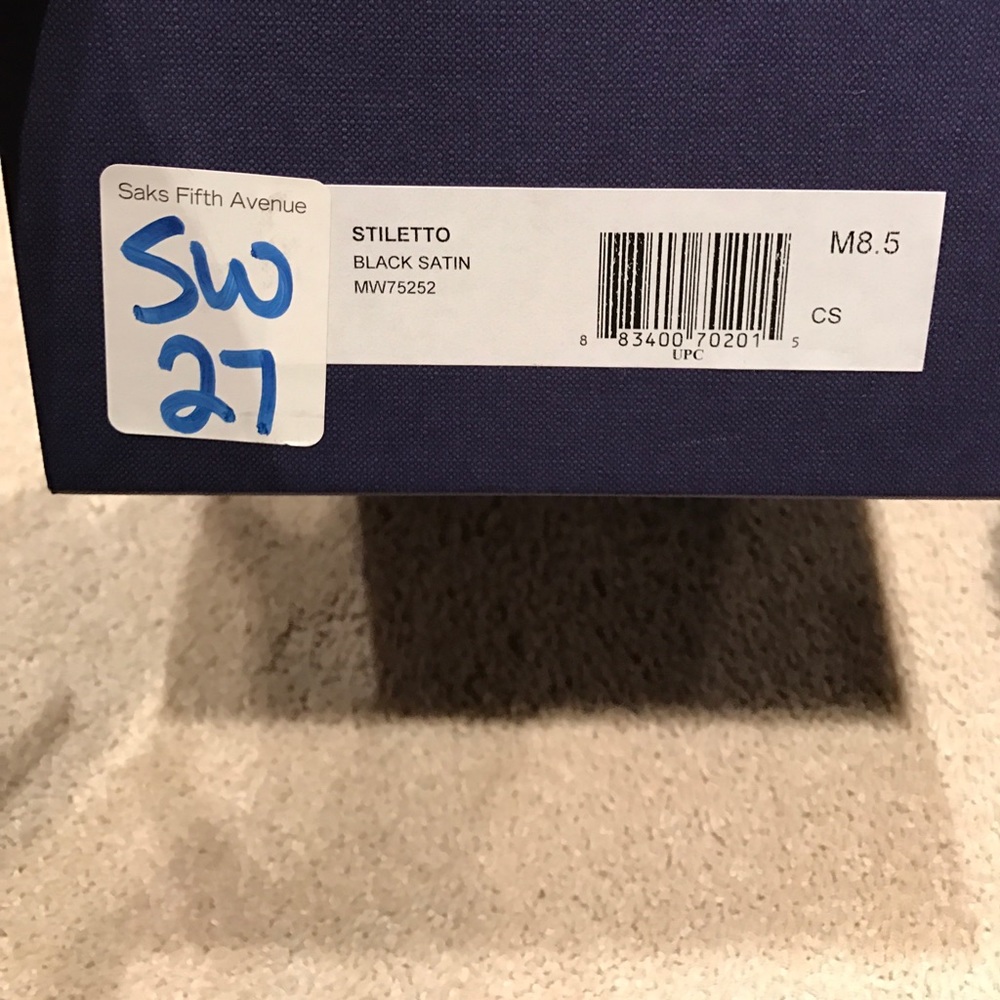 Saks Fifth Avenue
SW
27
STILETTO
BLACK SATIN
MW75252
8 83400 70201 5
UPC
M8.5
CS